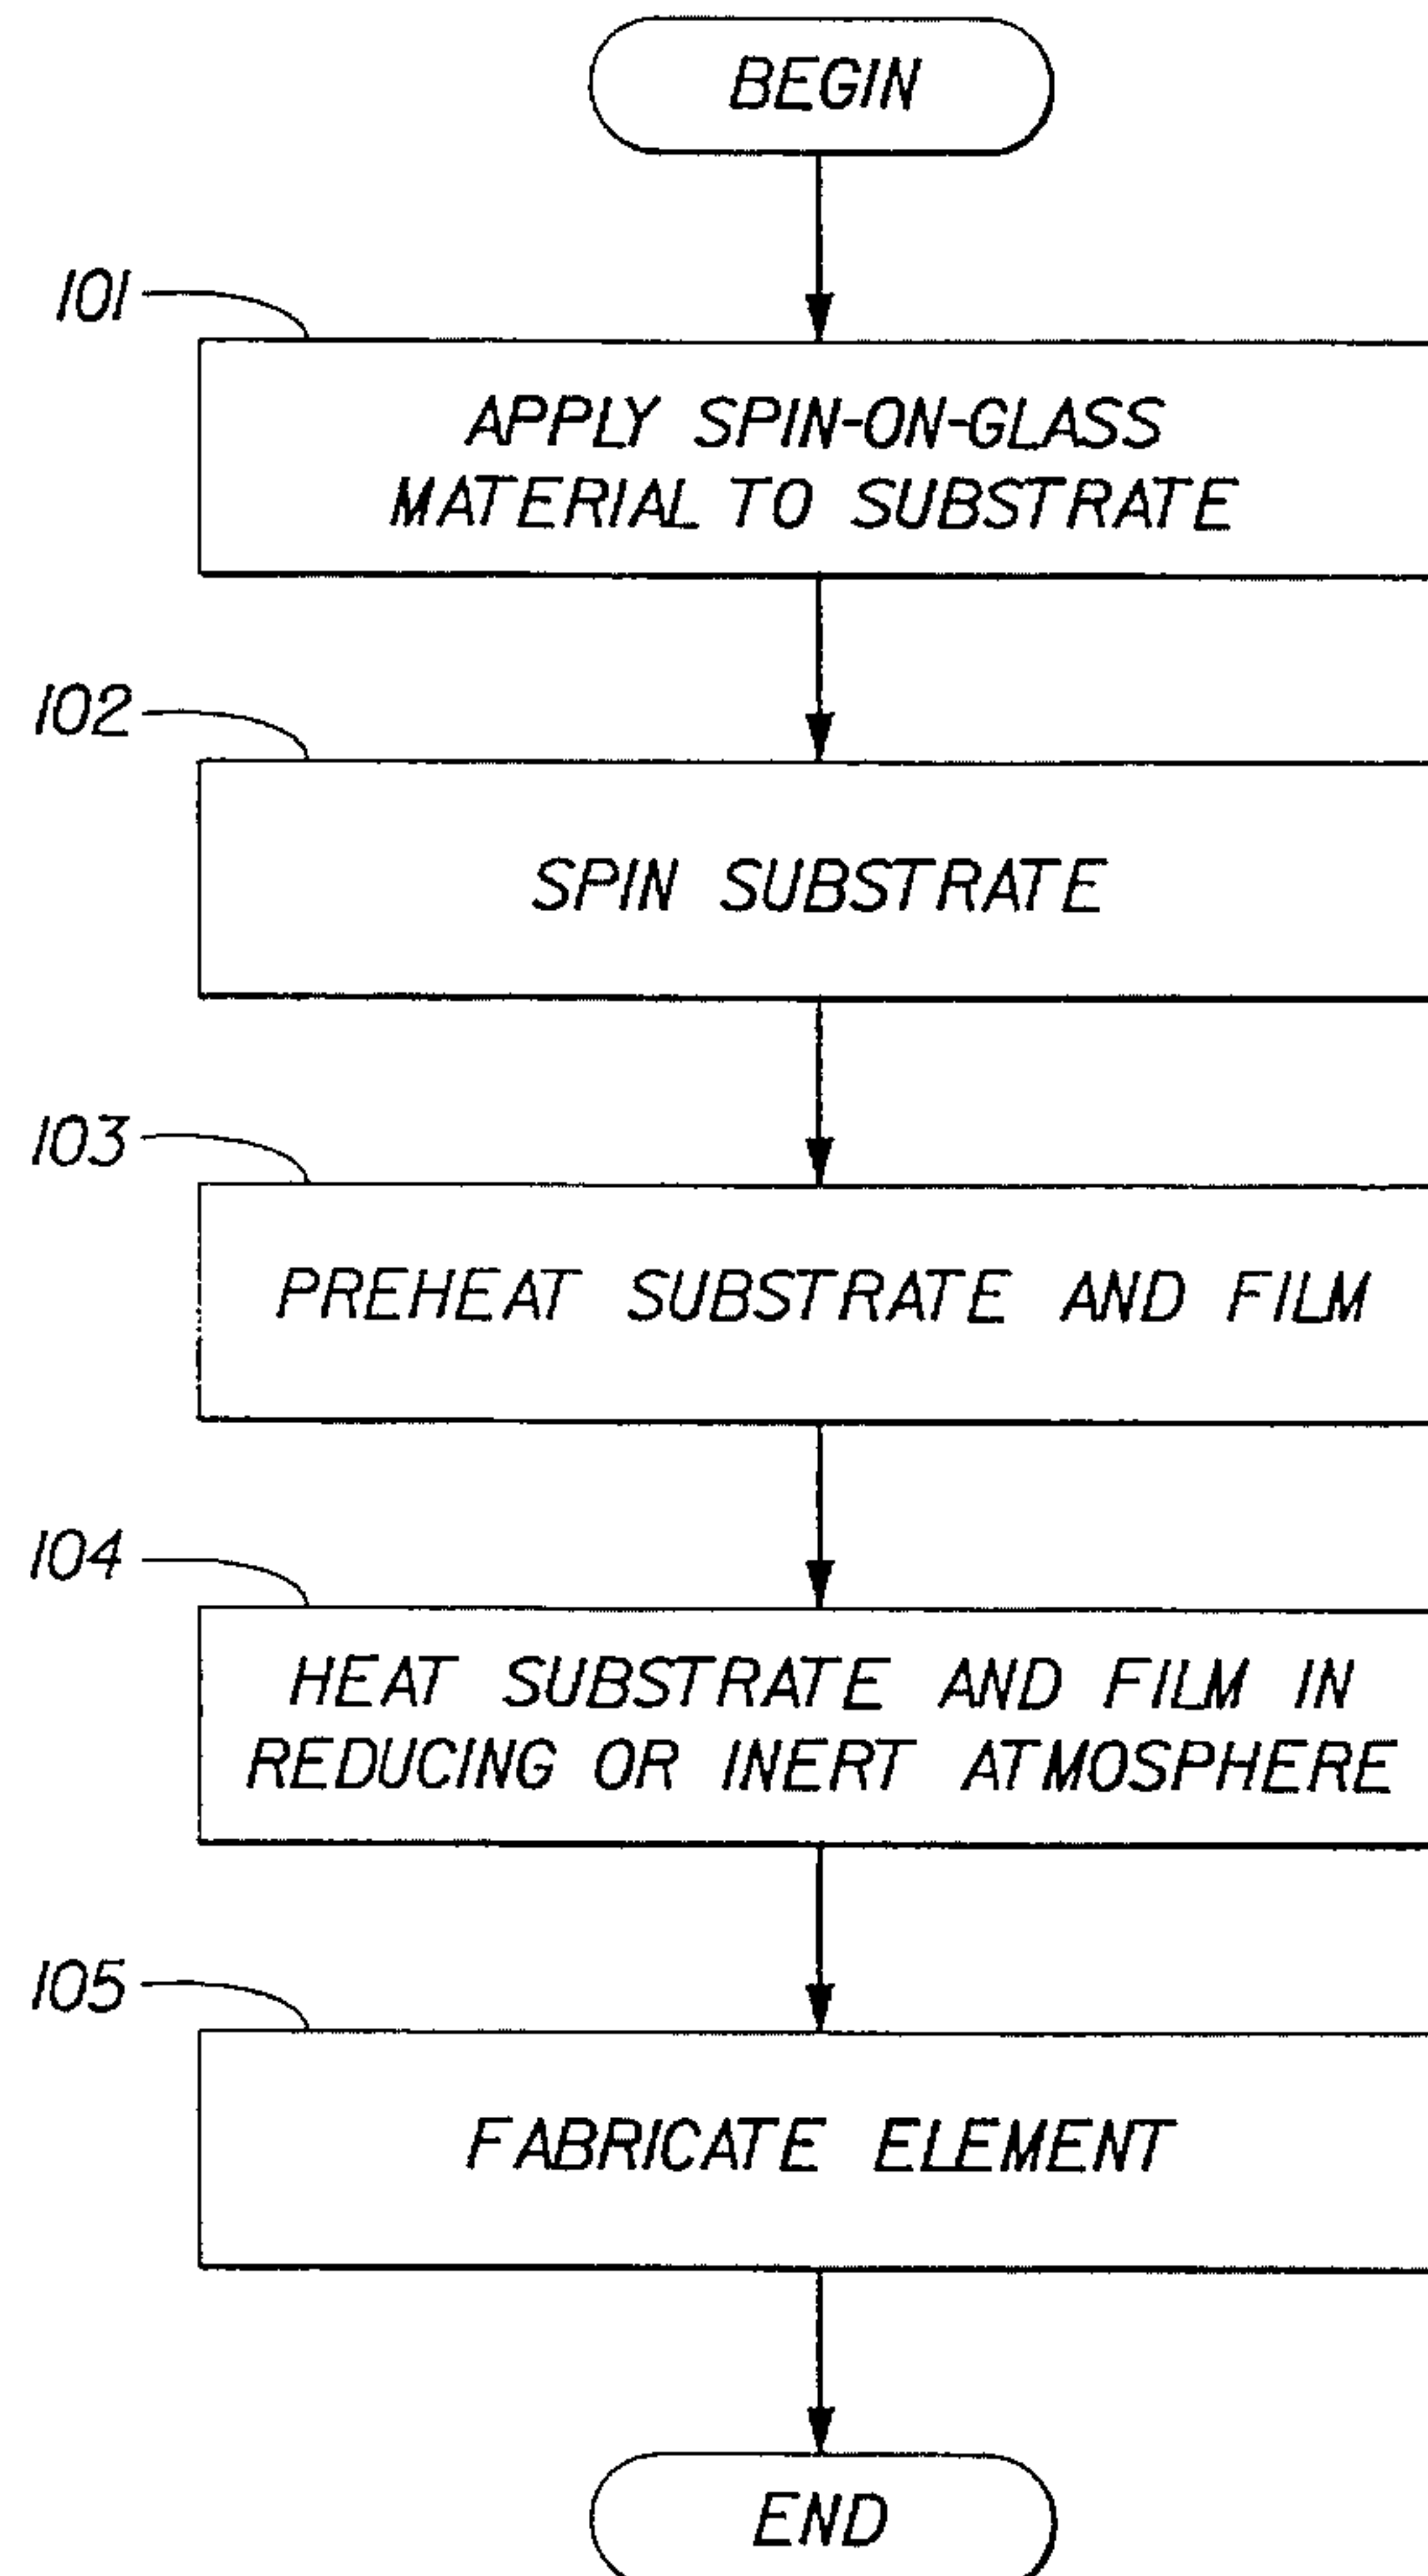 BEGIN
101
APPLY SPIN-ON-GLASS
MATERIAL TO SUBSTRATE
102
SPIN SUBSTRATE
103
PREHEAT SUBSTRATE AND FILM
104
HEAT SUBSTRATE AND FILM IN
REDUCING OR INERT ATMOSPHERE
105
FABRICATE ELEMENT
END